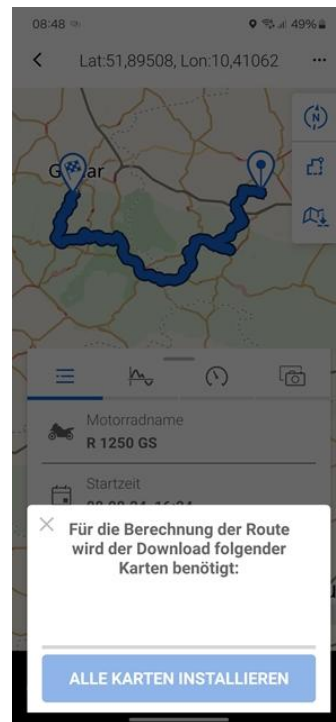 08:48
49%
Lat:51,89508, Lon:10,41062
N
Motorradname
R 1250 GS
Startzeit
Für die Berechnung der Route
wird der Download folgender
Karten benötigt:
ALLE KARTEN INSTALLIEREN